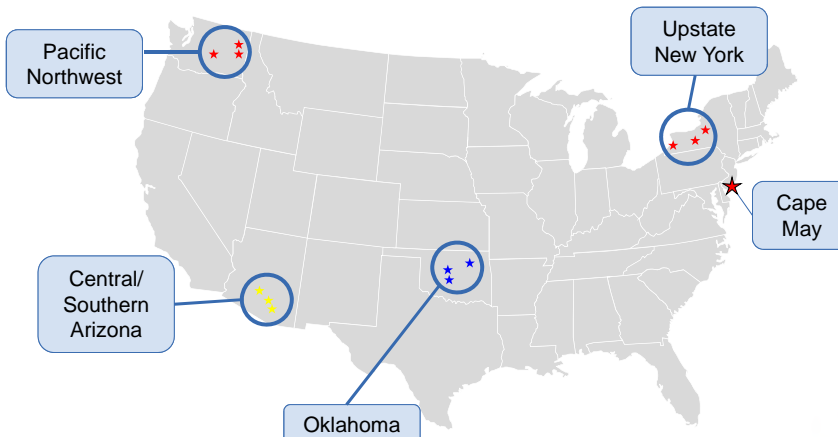 Pacific
Northwest
Upstate
New York
Cape
May
Central/
Southern
Arizona
Oklahoma